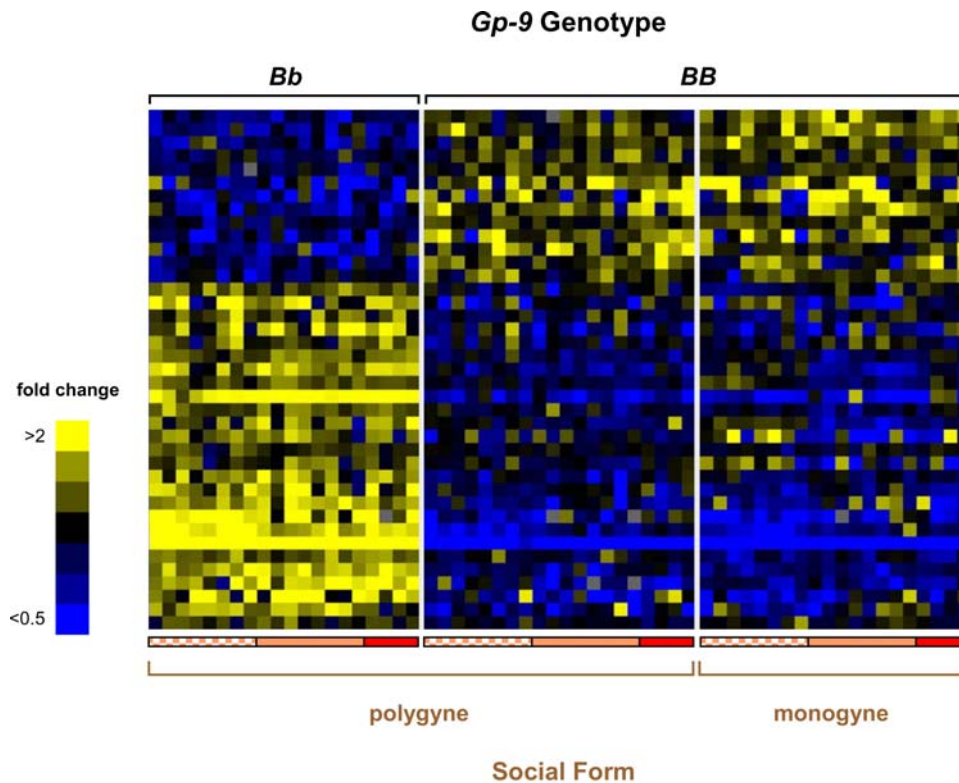 Gp-9 Genotype
Bb
BB
fold change
>2
<0.5
polygyne
monogyne
Social Form